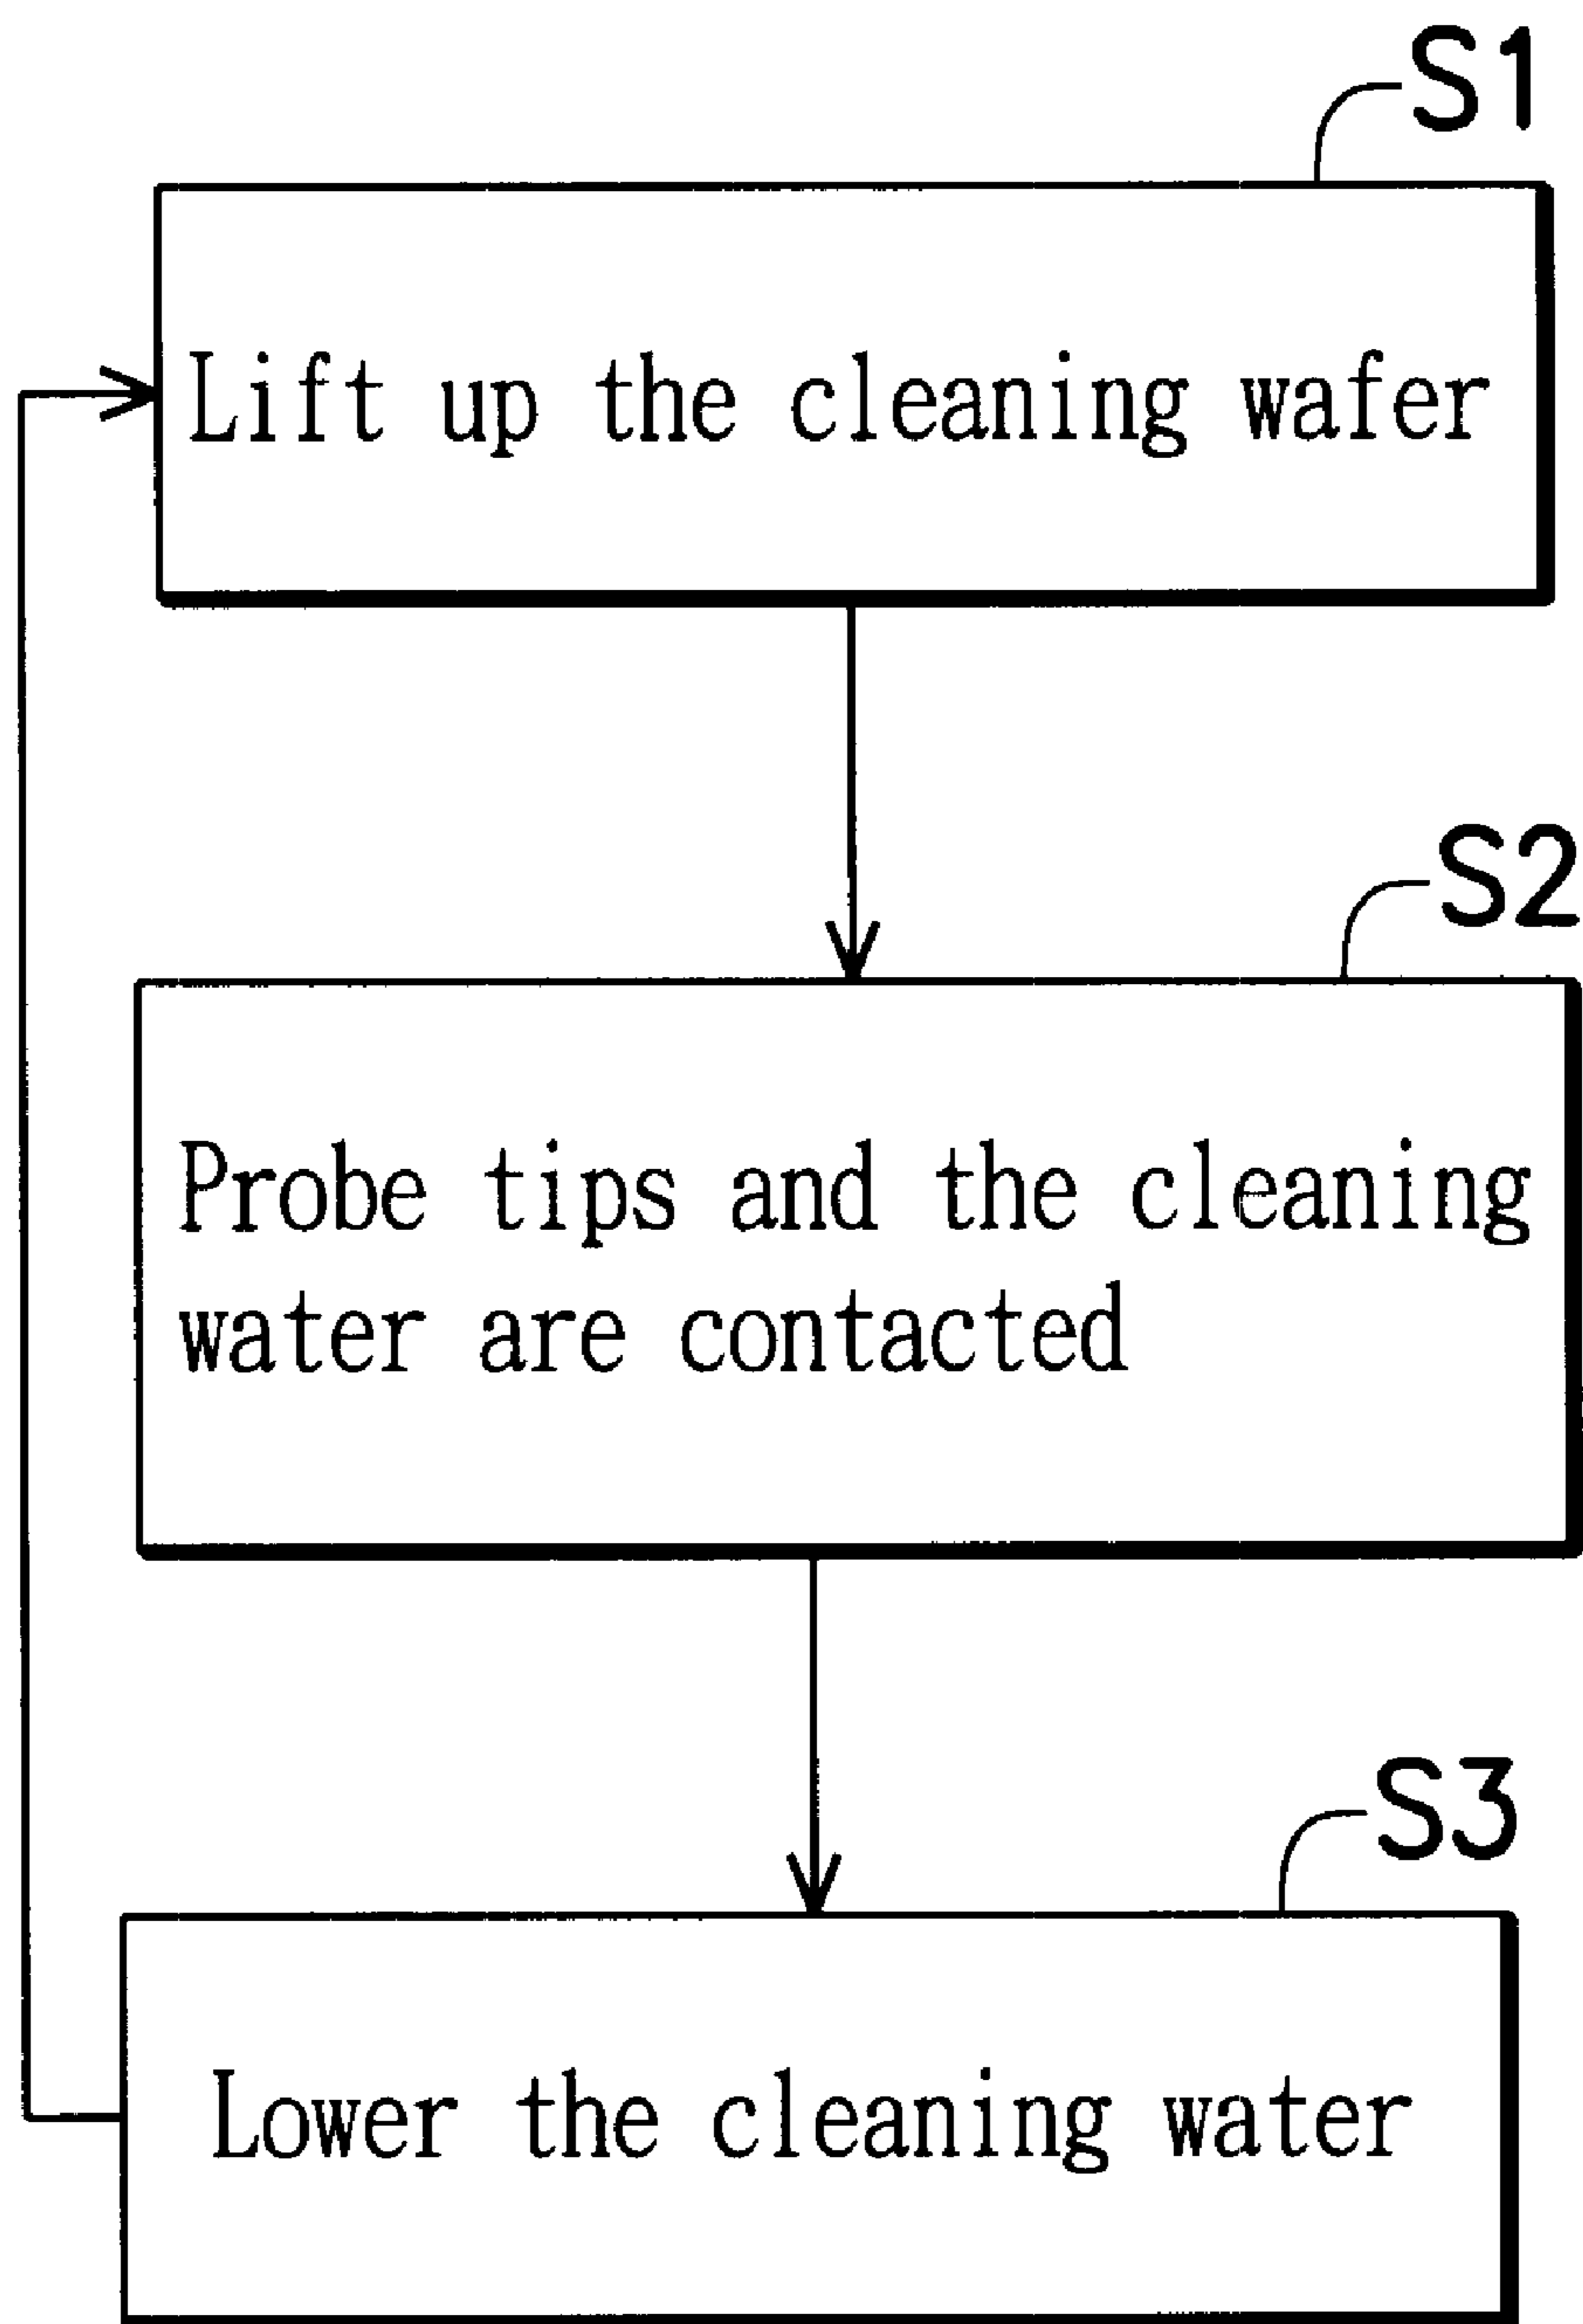 S1
Lift up the cleaning wafer
S2
Probe tips and the cleaning
water are contacted
S3
Lower the cleaning water